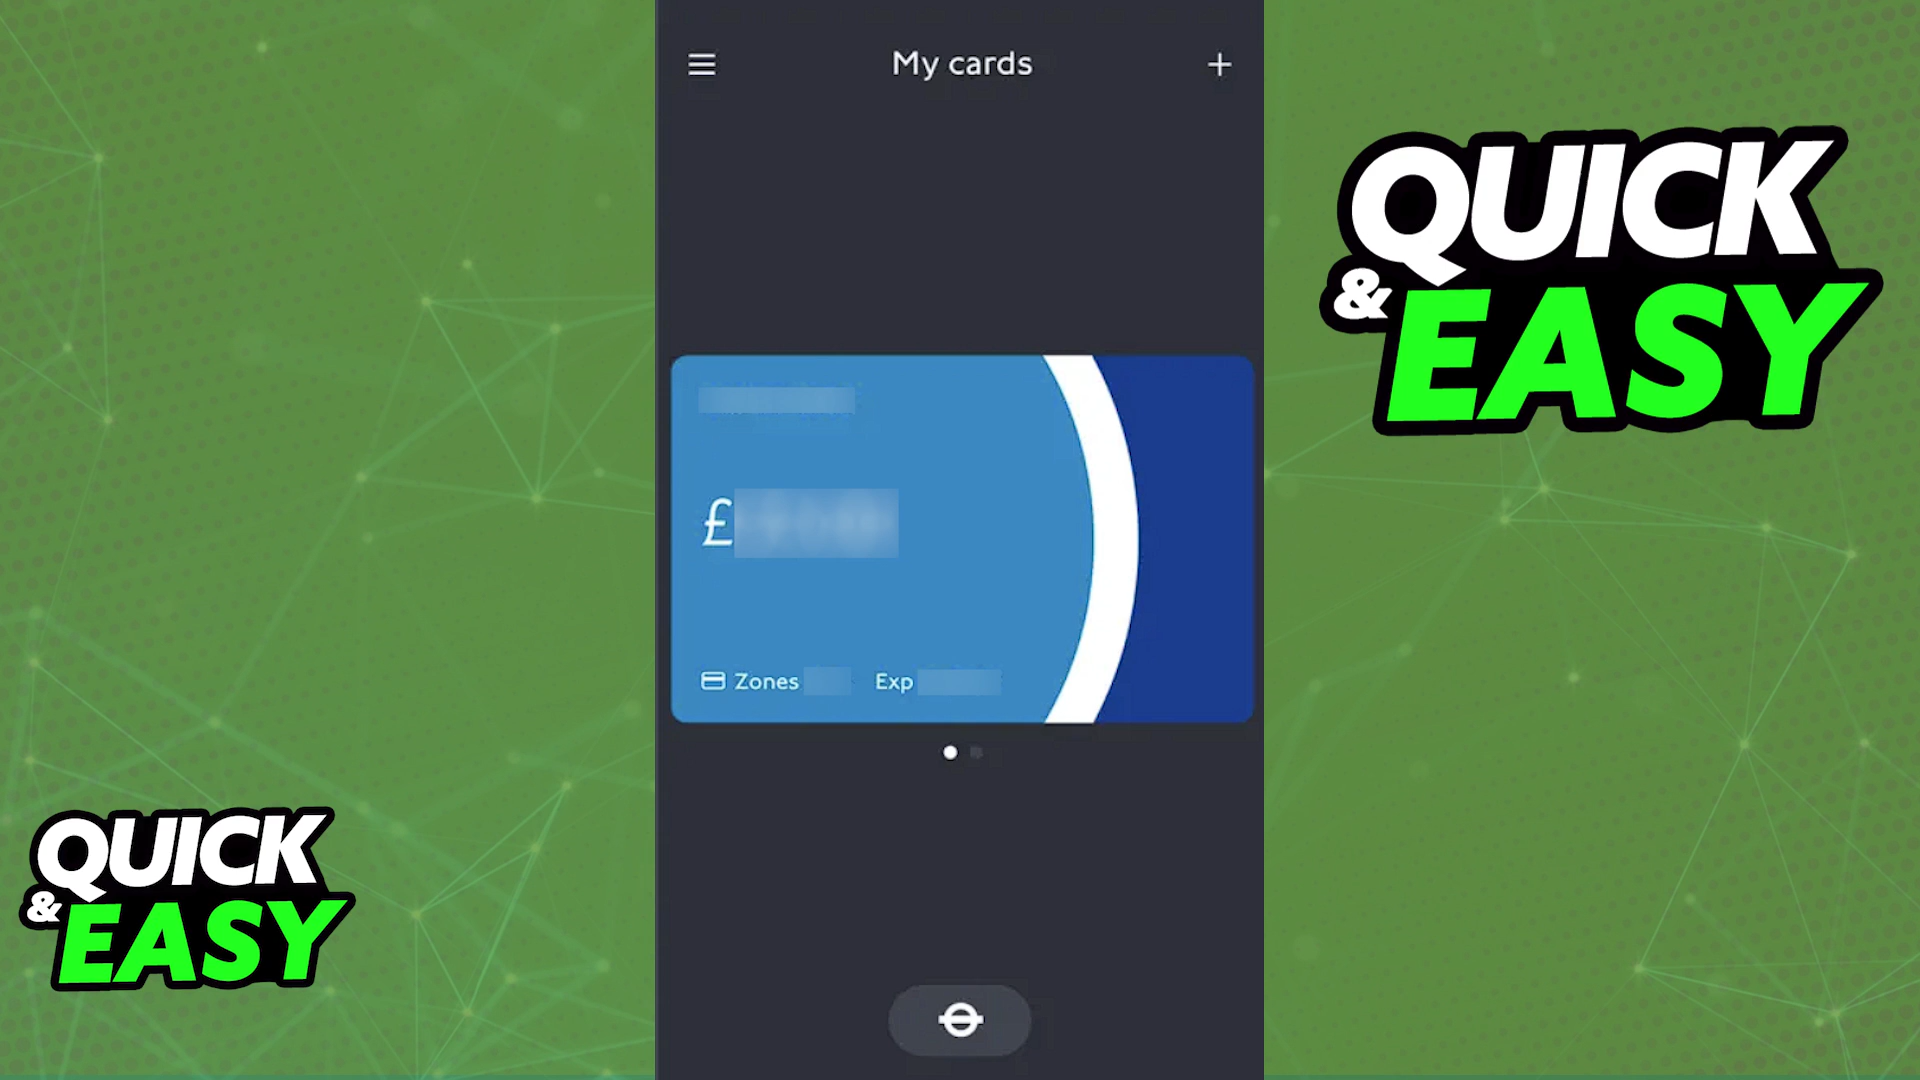 My cards
£
Zones
Exp
QUICK
& EASY
QUICK
& EASY